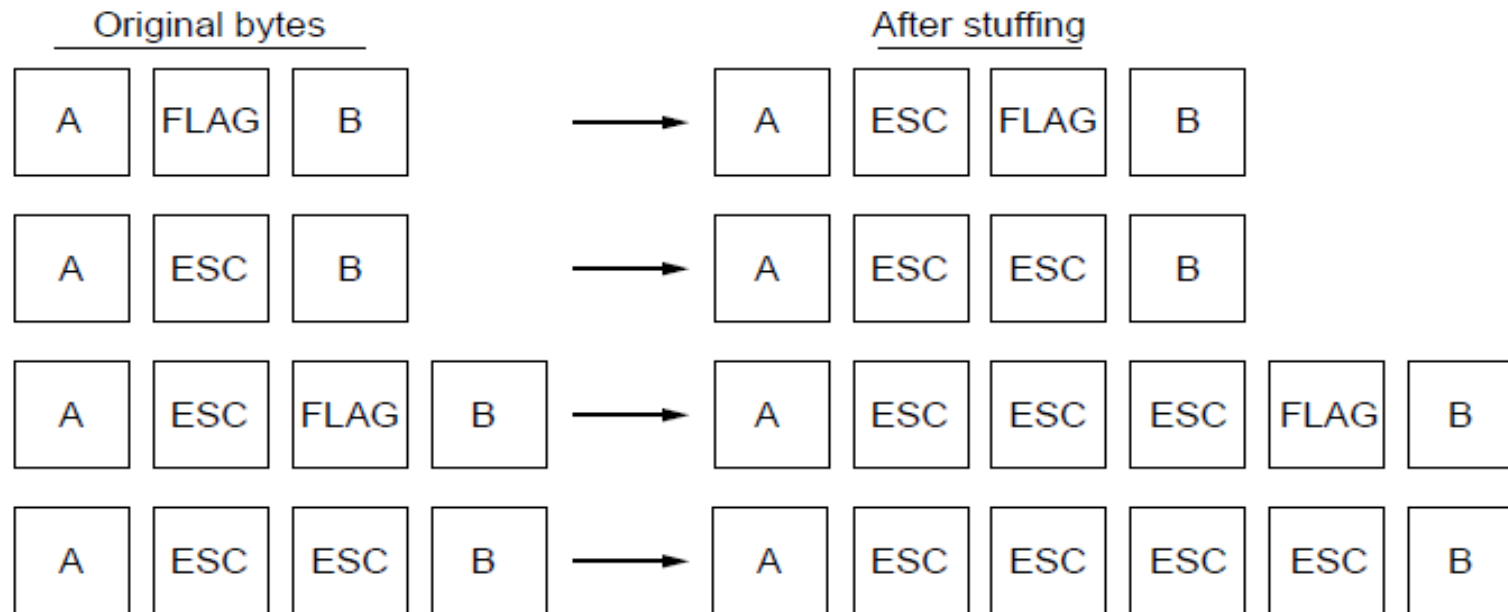 Original bytes After stuffing
A FLAG B A ESC FLAG B
A ESC B A ESC ESC B
A ESC FLAG B A ESC ESC ESC FLAG B
A ESC ESC B A ESC ESC ESC ESC B